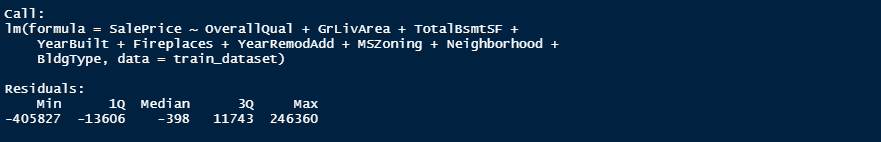 Call:
lm(formula = SalePrice ~ OverallQual + GrLivArea + TotalBsmtSF +
    YearBuilt + Fireplaces + YearRemodAdd + MSZoning + Neighborhood +
    BldgType, data = train_dataset)
Residuals:
    Min      1Q  Median      3Q     Max
-405827  -13606    -398   11743  246360